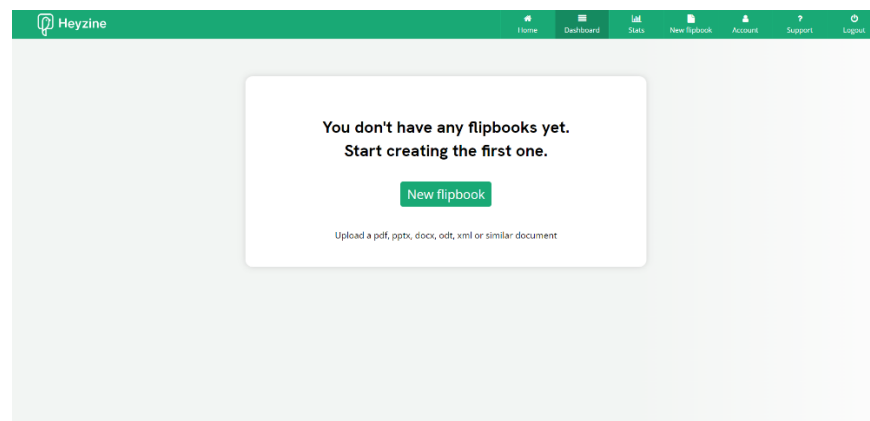 Heyzine
Home
Dashboard
Stats
New flipbook
Account
Support
Logout
You don't have any flipbooks yet.
Start creating the first one.
New flipbook
Upload a pdf, pptx, docx, odt, xml or similar document